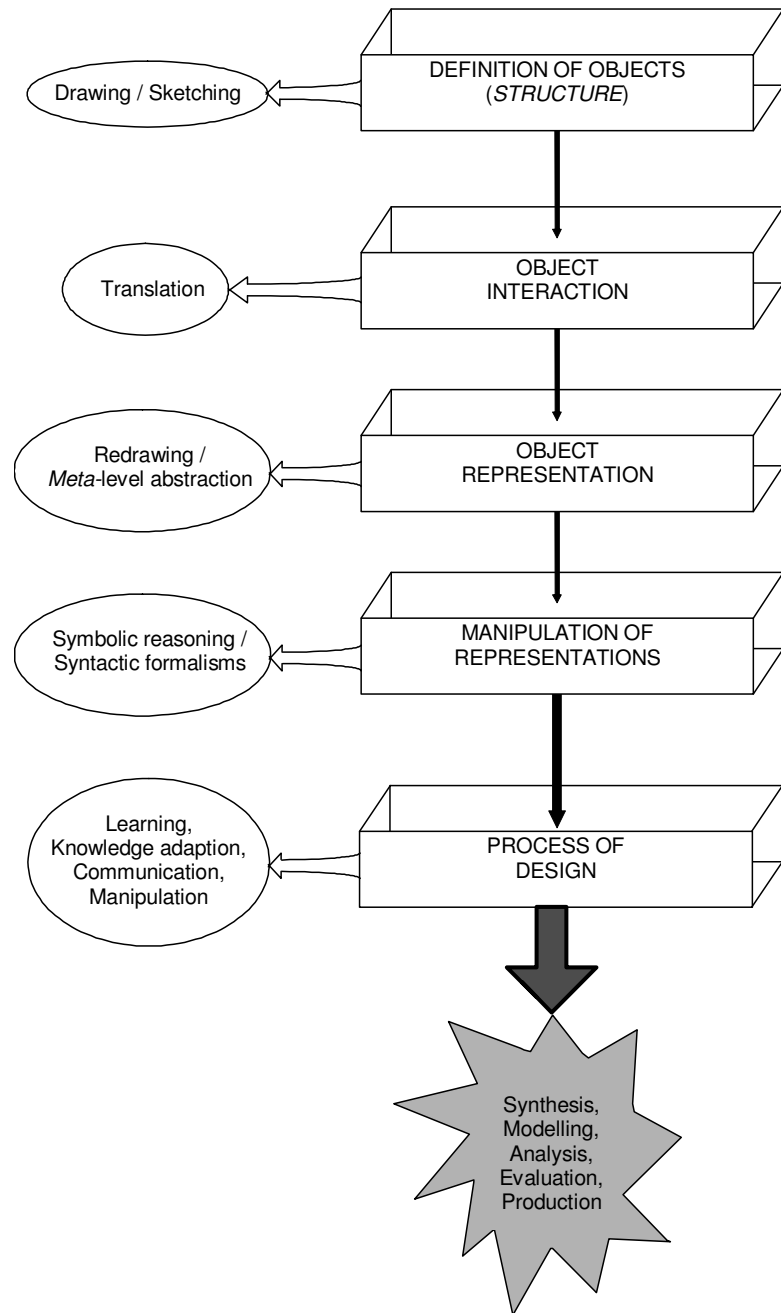 DEFINITION OF OBJECTS
(STRUCTURE)
Drawing / Sketching
OBJECT
INTERACTION
Translation
OBJECT
REPRESENTATION
Redrawing /
Meta-level abstraction
MANIPULATION OF
REPRESENTATIONS
Symbolic reasoning /
Syntactic formalisms
PROCESS OF
DESIGN
Learning,
Knowledge adaption,
Communication,
Manipulation
Synthesis,
Modelling,
Analysis,
Evaluation,
Production